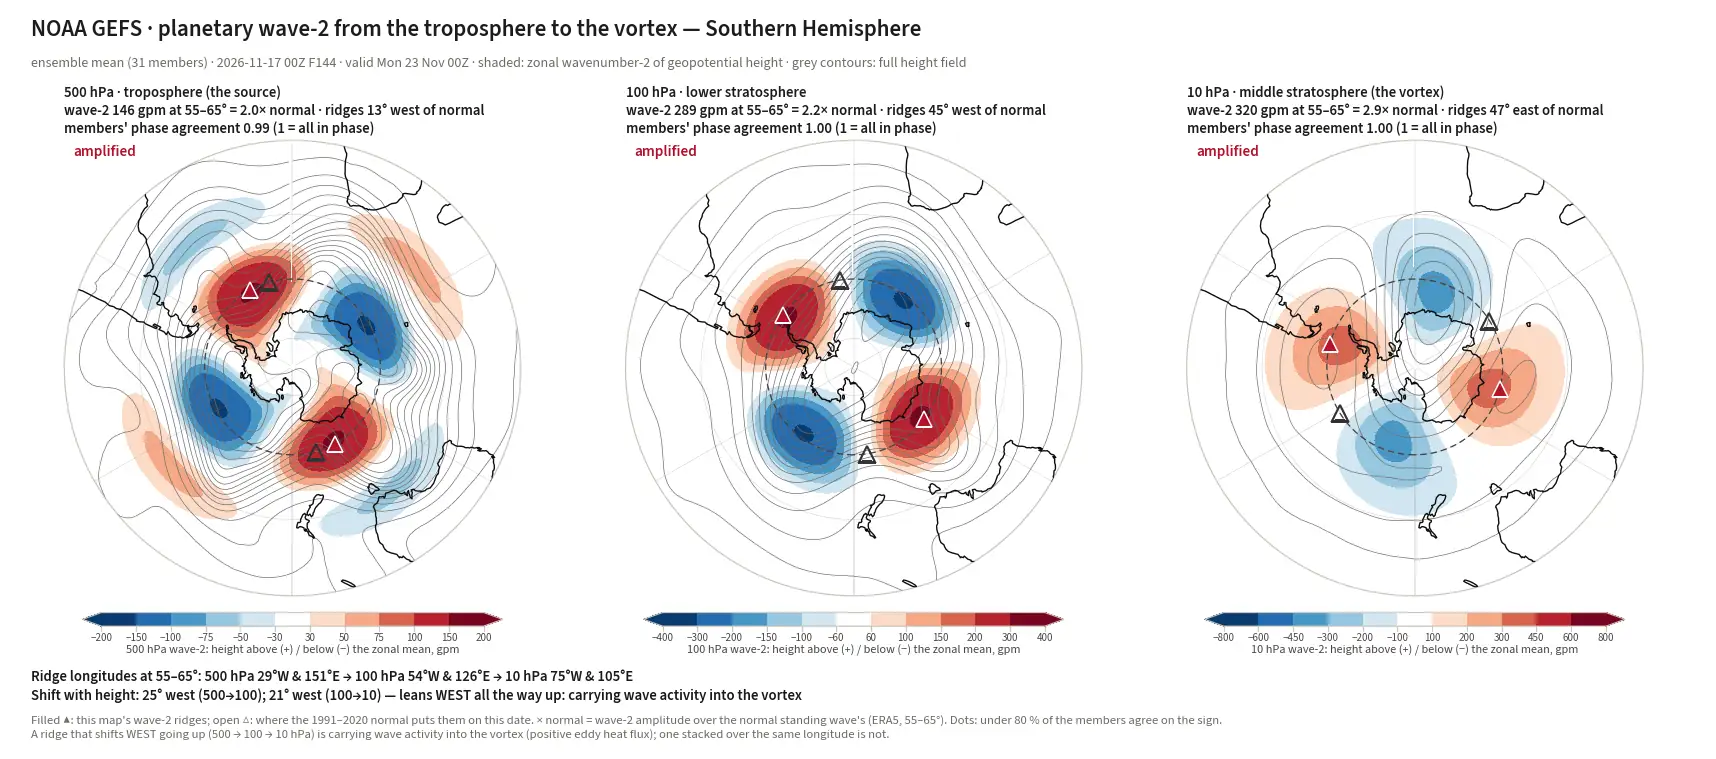 NOAA GEFS · planetary wave-2 from the troposphere to the vortex — Southern Hemisphere
ensemble mean (31 members) · 2026-11-17 00Z F144 · valid Mon 23 Nov 00Z · shaded: zonal wavenumber-2 of geopotential height · grey contours: full height field
500 hPa · troposphere (the source)
wave-2 146 gpm at 55–65° = 2.0× normal · ridges 13° west of normal
members' phase agreement 0.99 (1 = all in phase)
amplified
100 hPa · lower stratosphere
wave-2 289 gpm at 55–65° = 2.2× normal · ridges 45° west of normal
members' phase agreement 1.00 (1 = all in phase)
amplified
10 hPa · middle stratosphere (the vortex)
wave-2 320 gpm at 55–65° = 2.9× normal · ridges 47° east of normal
members' phase agreement 1.00 (1 = all in phase)
amplified
−200 −150 −100 −75 −50 −30 30 50 75 100 150 200
500 hPa wave-2: height above (+) / below (−) the zonal mean, gpm
−400 −300 −200 −150 −100 −60 60 100 150 200 300 400
100 hPa wave-2: height above (+) / below (−) the zonal mean, gpm
−800 −600 −450 −300 −200 −100 100 200 300 450 600 800
10 hPa wave-2: height above (+) / below (−) the zonal mean, gpm
Ridge longitudes at 55–65°: 500 hPa 29°W & 151°E → 100 hPa 54°W & 126°E → 10 hPa 75°W & 105°E
Shift with height: 25° west (500→100); 21° west (100→10) — leans WEST all the way up: carrying wave activity into the vortex
Filled ▲: this map's wave-2 ridges; open △: where the 1991–2020 normal puts them on this date. × normal = wave-2 amplitude over the normal standing wave's (ERA5, 55–65°). Dots: under 80 % of the members agree on the sign.
A ridge that shifts WEST going up (500 → 100 → 10 hPa) is carrying wave activity into the vortex (positive eddy heat flux); one stacked over the same longitude is not.